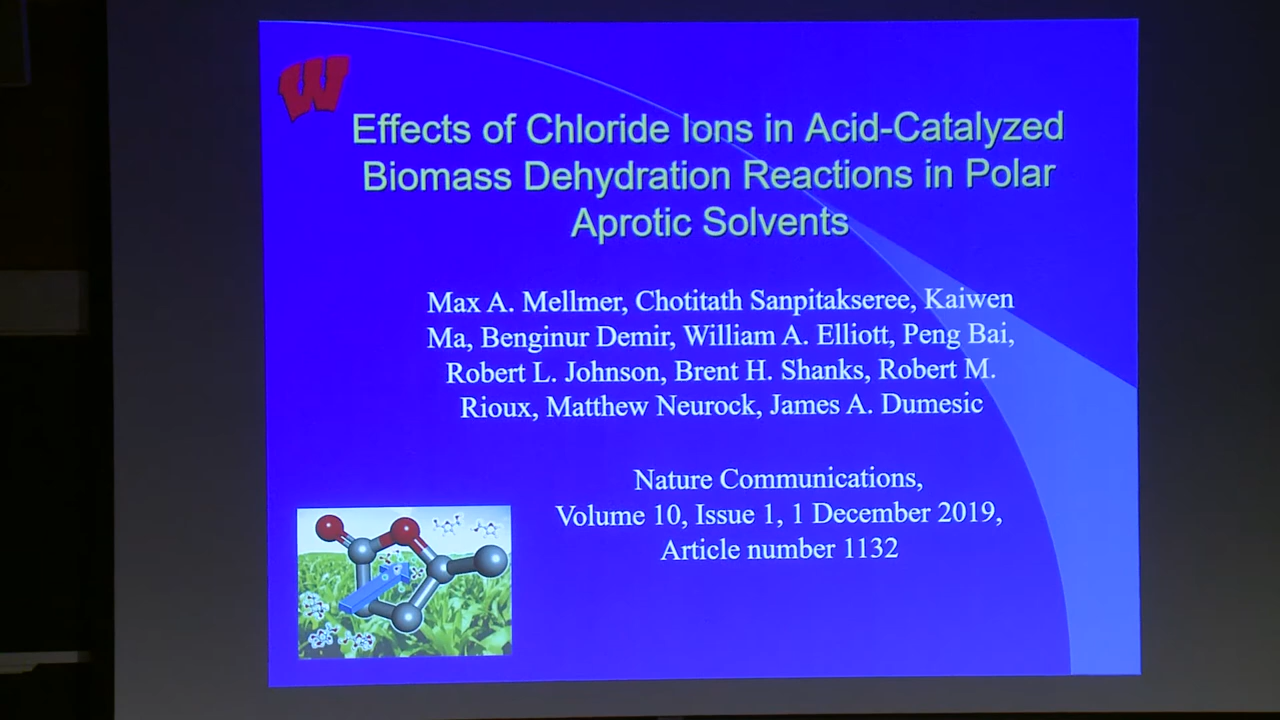 W
Effects of Chloride Ions in Acid-Catalyzed
Biomass Dehydration Reactions in Polar
Aprotic Solvents
Max A. Mellmer, Chotitath Sanpitakseree, Kaiwen
Ma, Benginur Demir, William A. Elliott, Peng Bai,
Robert L. Johnson, Brent H. Shanks, Robert M.
Rioux, Matthew Neurock, James A. Dumesic
Nature Communications,
Volume 10, Issue 1, 1 December 2019,
Article number 1132